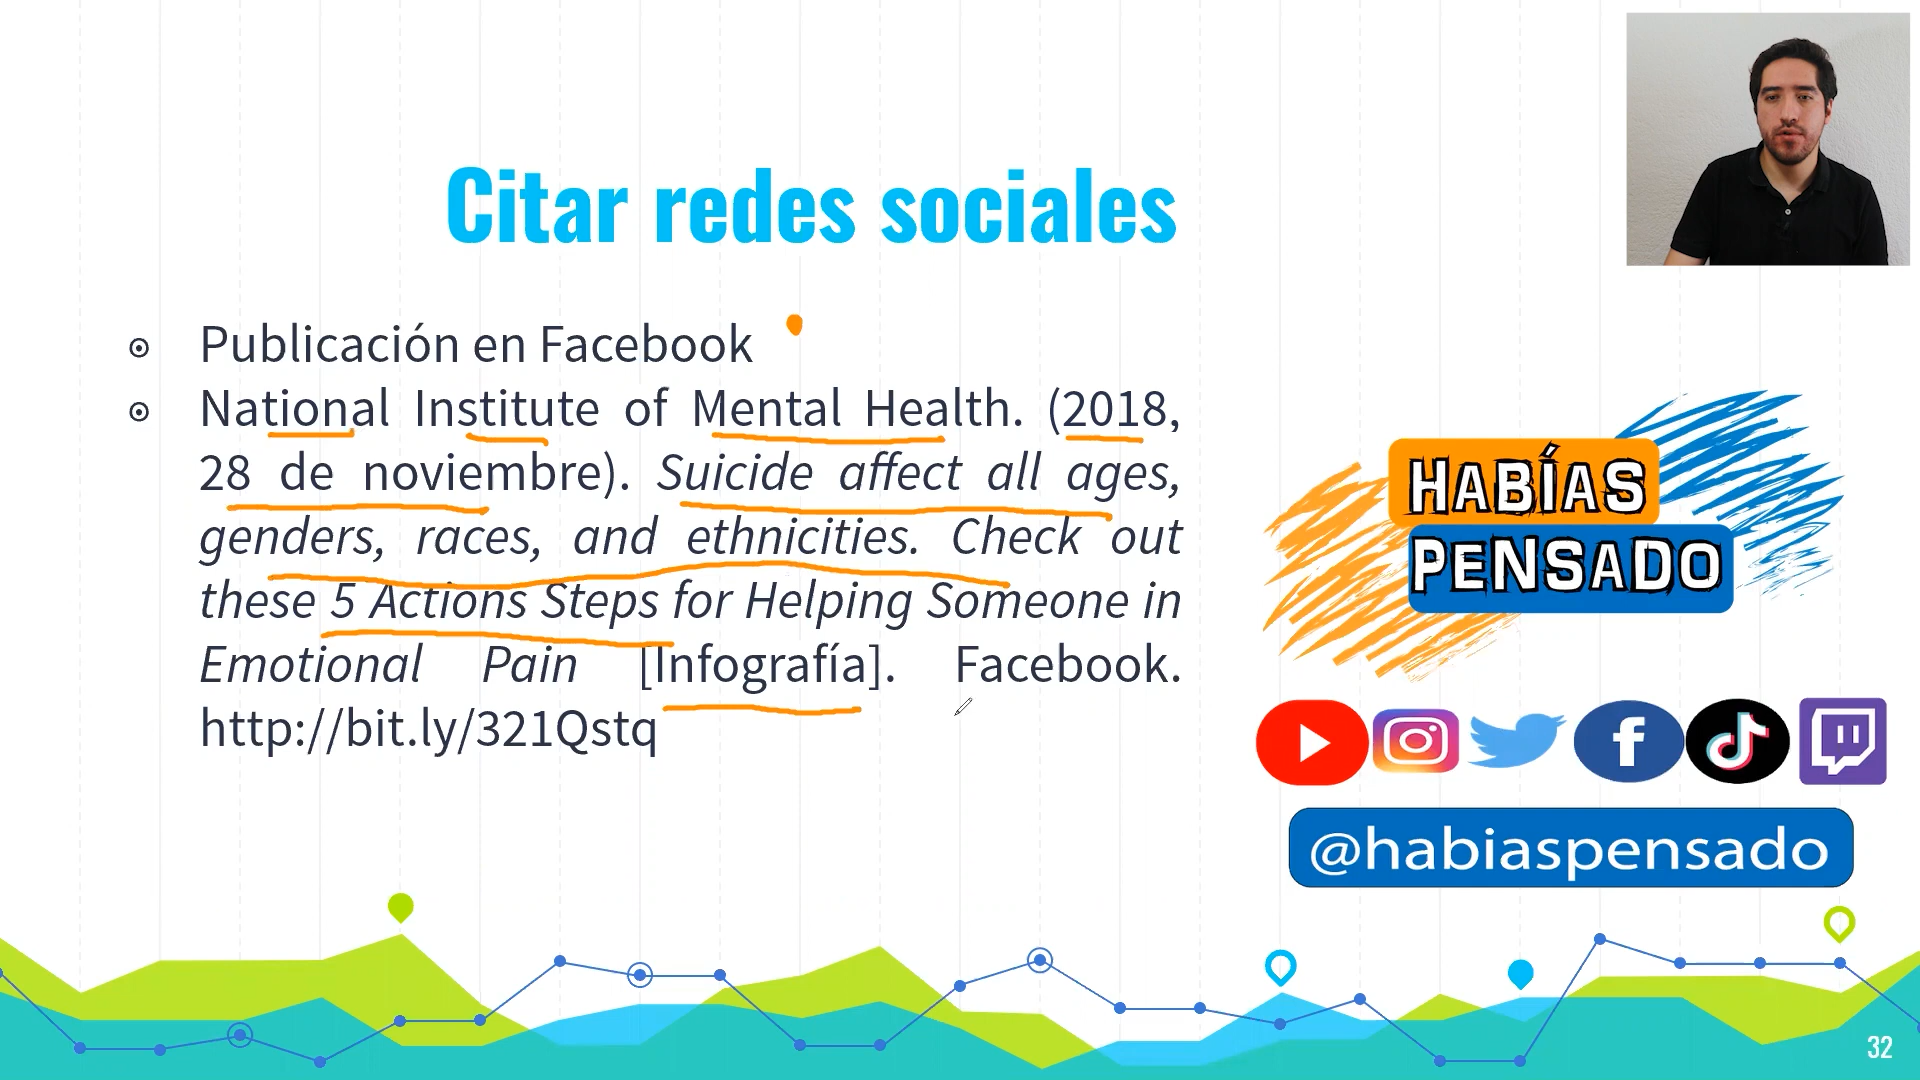 Citar redes sociales
Publicación en Facebook
National Institute of Mental Health. (2018,
28 de noviembre). Suicide affect all ages,
genders, races, and ethnicities. Check out
these 5 Actions Steps for Helping Someone in
Emotional Pain [Infografía]. Facebook.
http://bit.ly/321Qstq
HABÍAS
PENSADO
@habiaspensado
32